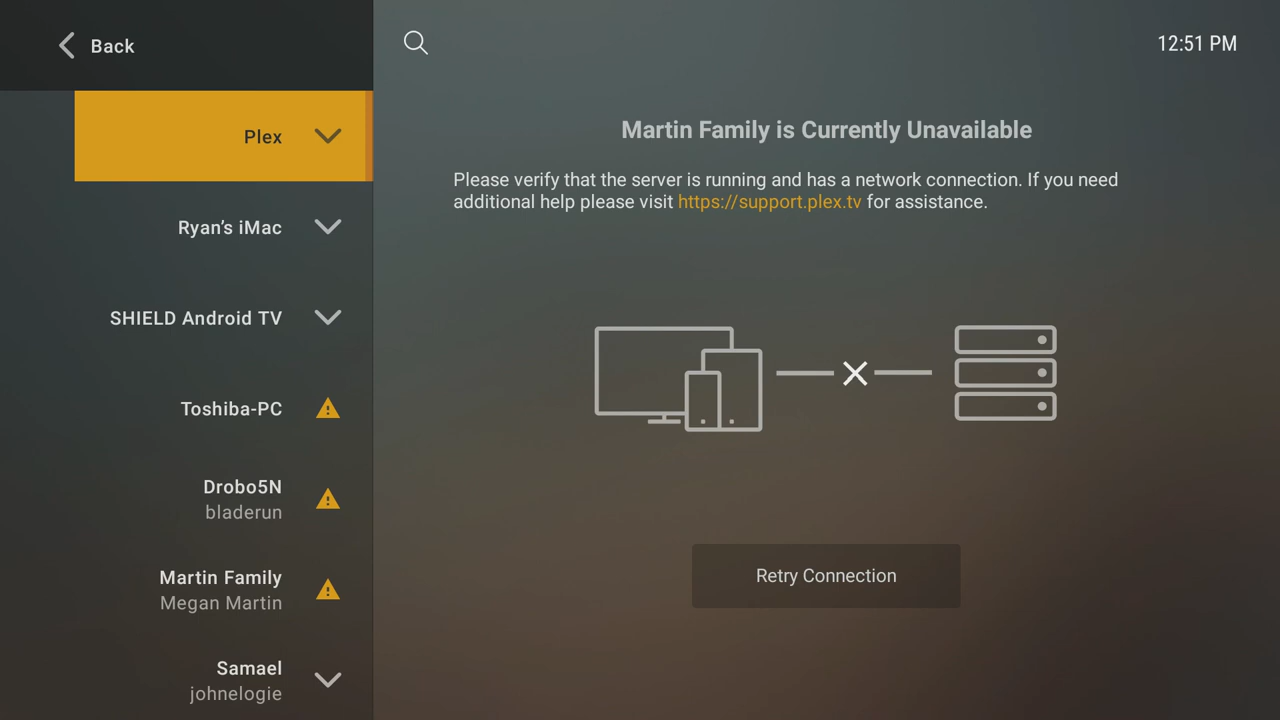 Back
12:51 PM
Plex
Ryan’s iMac
SHIELD Android TV
Toshiba-PC
Drobo5N
bladerun
Martin Family
Megan Martin
Samael
johnelogie
Martin Family is Currently Unavailable
Please verify that the server is running and has a network connection. If you need
additional help please visit https://support.plex.tv for assistance.
Retry Connection